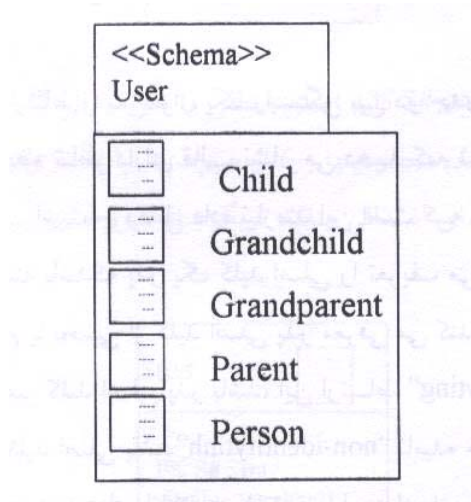 <<Schema>>
User
Child
Grandchild
Grandparent
Parent
Person